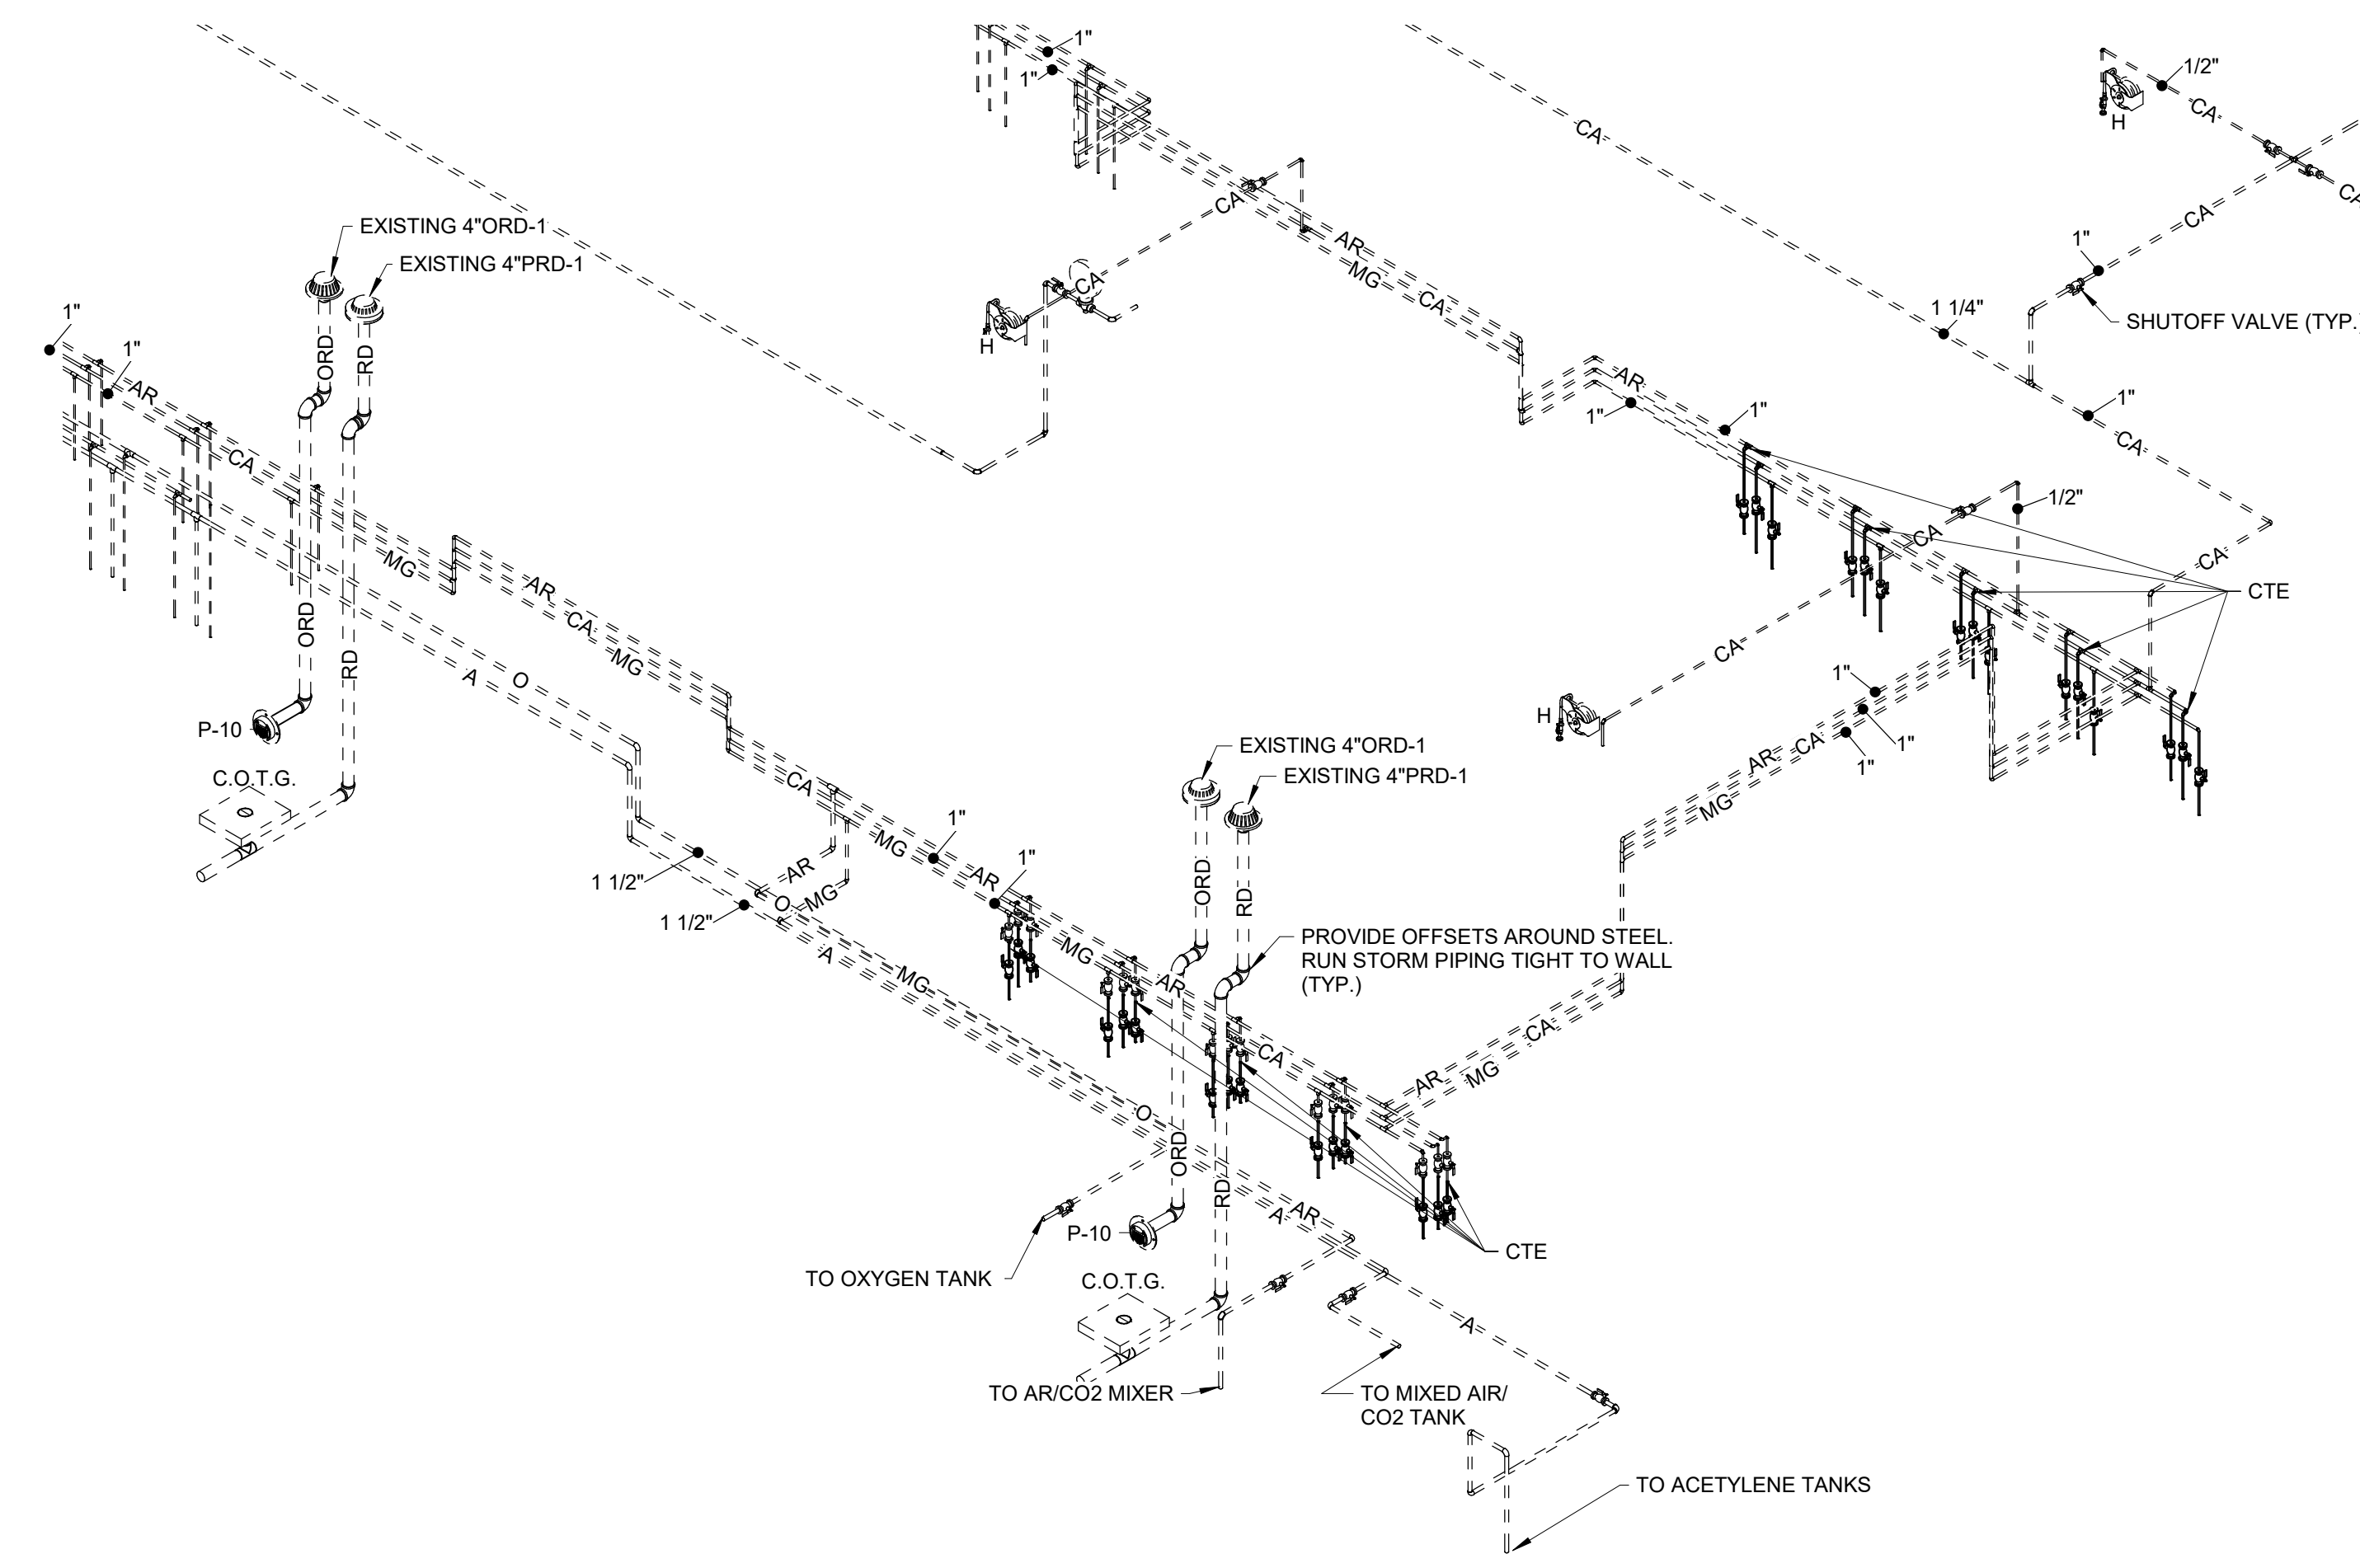 1"
1"
1/2"
CA
H
CA
CA
CA
CA
1"
SHUTOFF VALVE (TYP.)
EXISTING 4"ORD-1
EXISTING 4"PRD-1
AR
MG
CA
CA
H
1 1/4"
1"
CA
1"
1"
AR
CA
MG
ORD
RD
AR
1"
1"
1/2"
CA
CA
CTE
AR
CA
MG
ORD
RD
A
O
P-10
C.O.T.G.
CA
H
1"
1"
1"
AR
CA
MG
EXISTING 4"ORD-1
EXISTING 4"PRD-1
CA
MG
1"
AR
1"
1 1/2"
1 1/2"
AR
MG
O
A
MG
ORD
RD
PROVIDE OFFSETS AROUND STEEL.
RUN STORM PIPING TIGHT TO WALL
(TYP.)
MG
AR
CA
CA
AR
MG
O
ORD
RD
AR
A
P-10
CTE
TO OXYGEN TANK
C.O.T.G.
A
TO AR/CO2 MIXER
TO MIXED AIR/
CO2 TANK
TO ACETYLENE TANKS